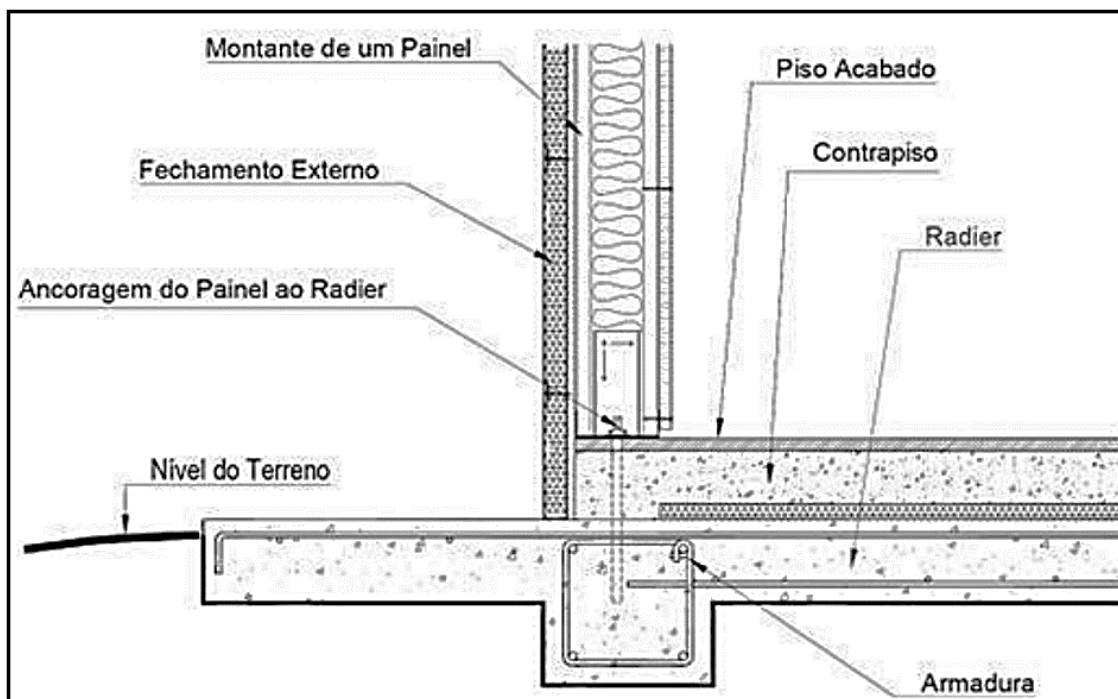 Montante de um Painel
Piso Acabado
Contrapiso
Fechamento Externo
Radier
Ancoragem do Painel ao Radier
Nível do Terreno
Armadura